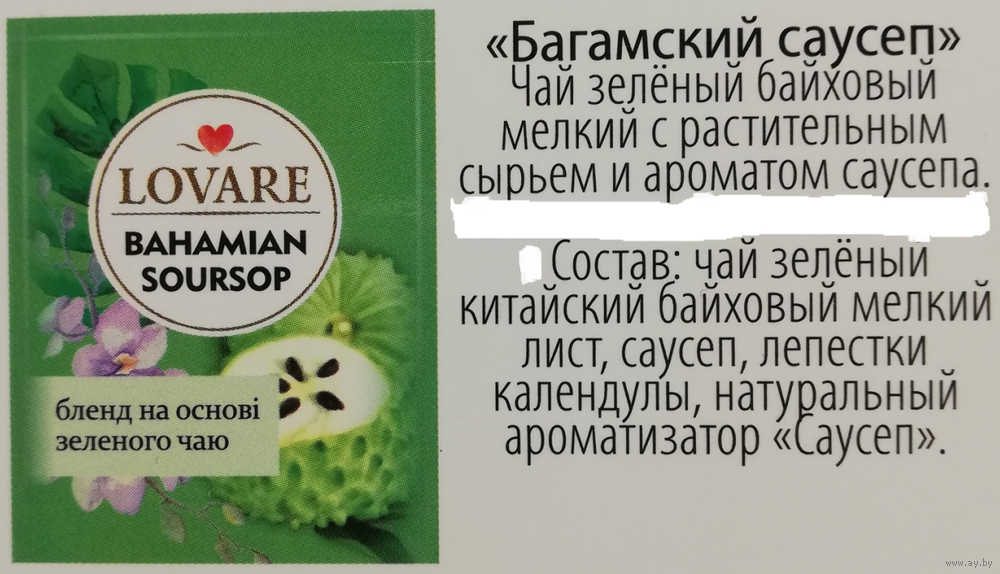 LOVARE
BAHAMIAN
SOURSOP
бленд на основі
зеленого чаю
«Багамский саусеп»
Чай зелёный байховый
мелкий с растительным
сырьем и ароматом саусепа.
Состав: чай зелёный
китайский байховый мелкий
лист, саусеп, лепестки
календулы, натуральный
ароматизатор «Саусеп».
www.ay.by